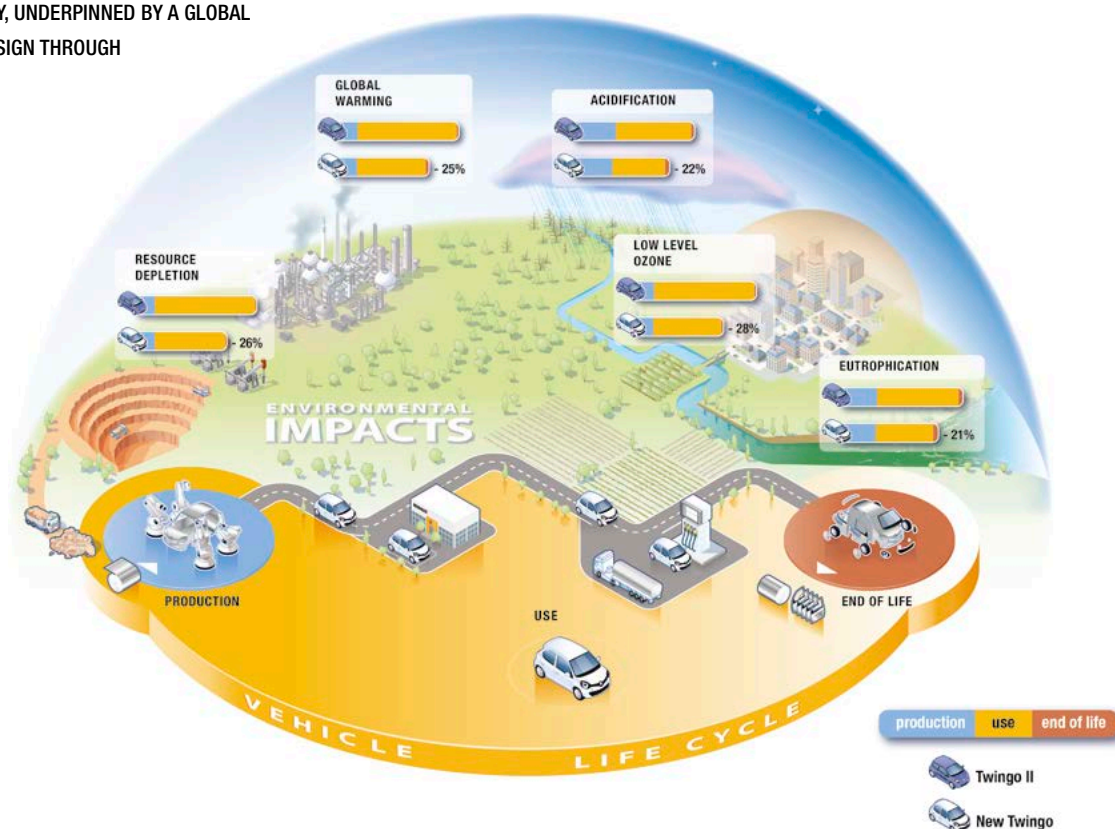 Y, UNDERPINNED BY A GLOBAL
SIGN THROUGH
GLOBAL
WARMING
- 25%
ACIDIFICATION
- 22%
RESOURCE
DEPLETION
- 26%
LOW LEVEL
OZONE
- 28%
EUTROPHICATION
- 21%
ENVIRONMENTAL
IMPACTS
PRODUCTION
USE
END OF LIFE
VEHICLE LIFE CYCLE
production use end of life
Twingo II
New Twingo